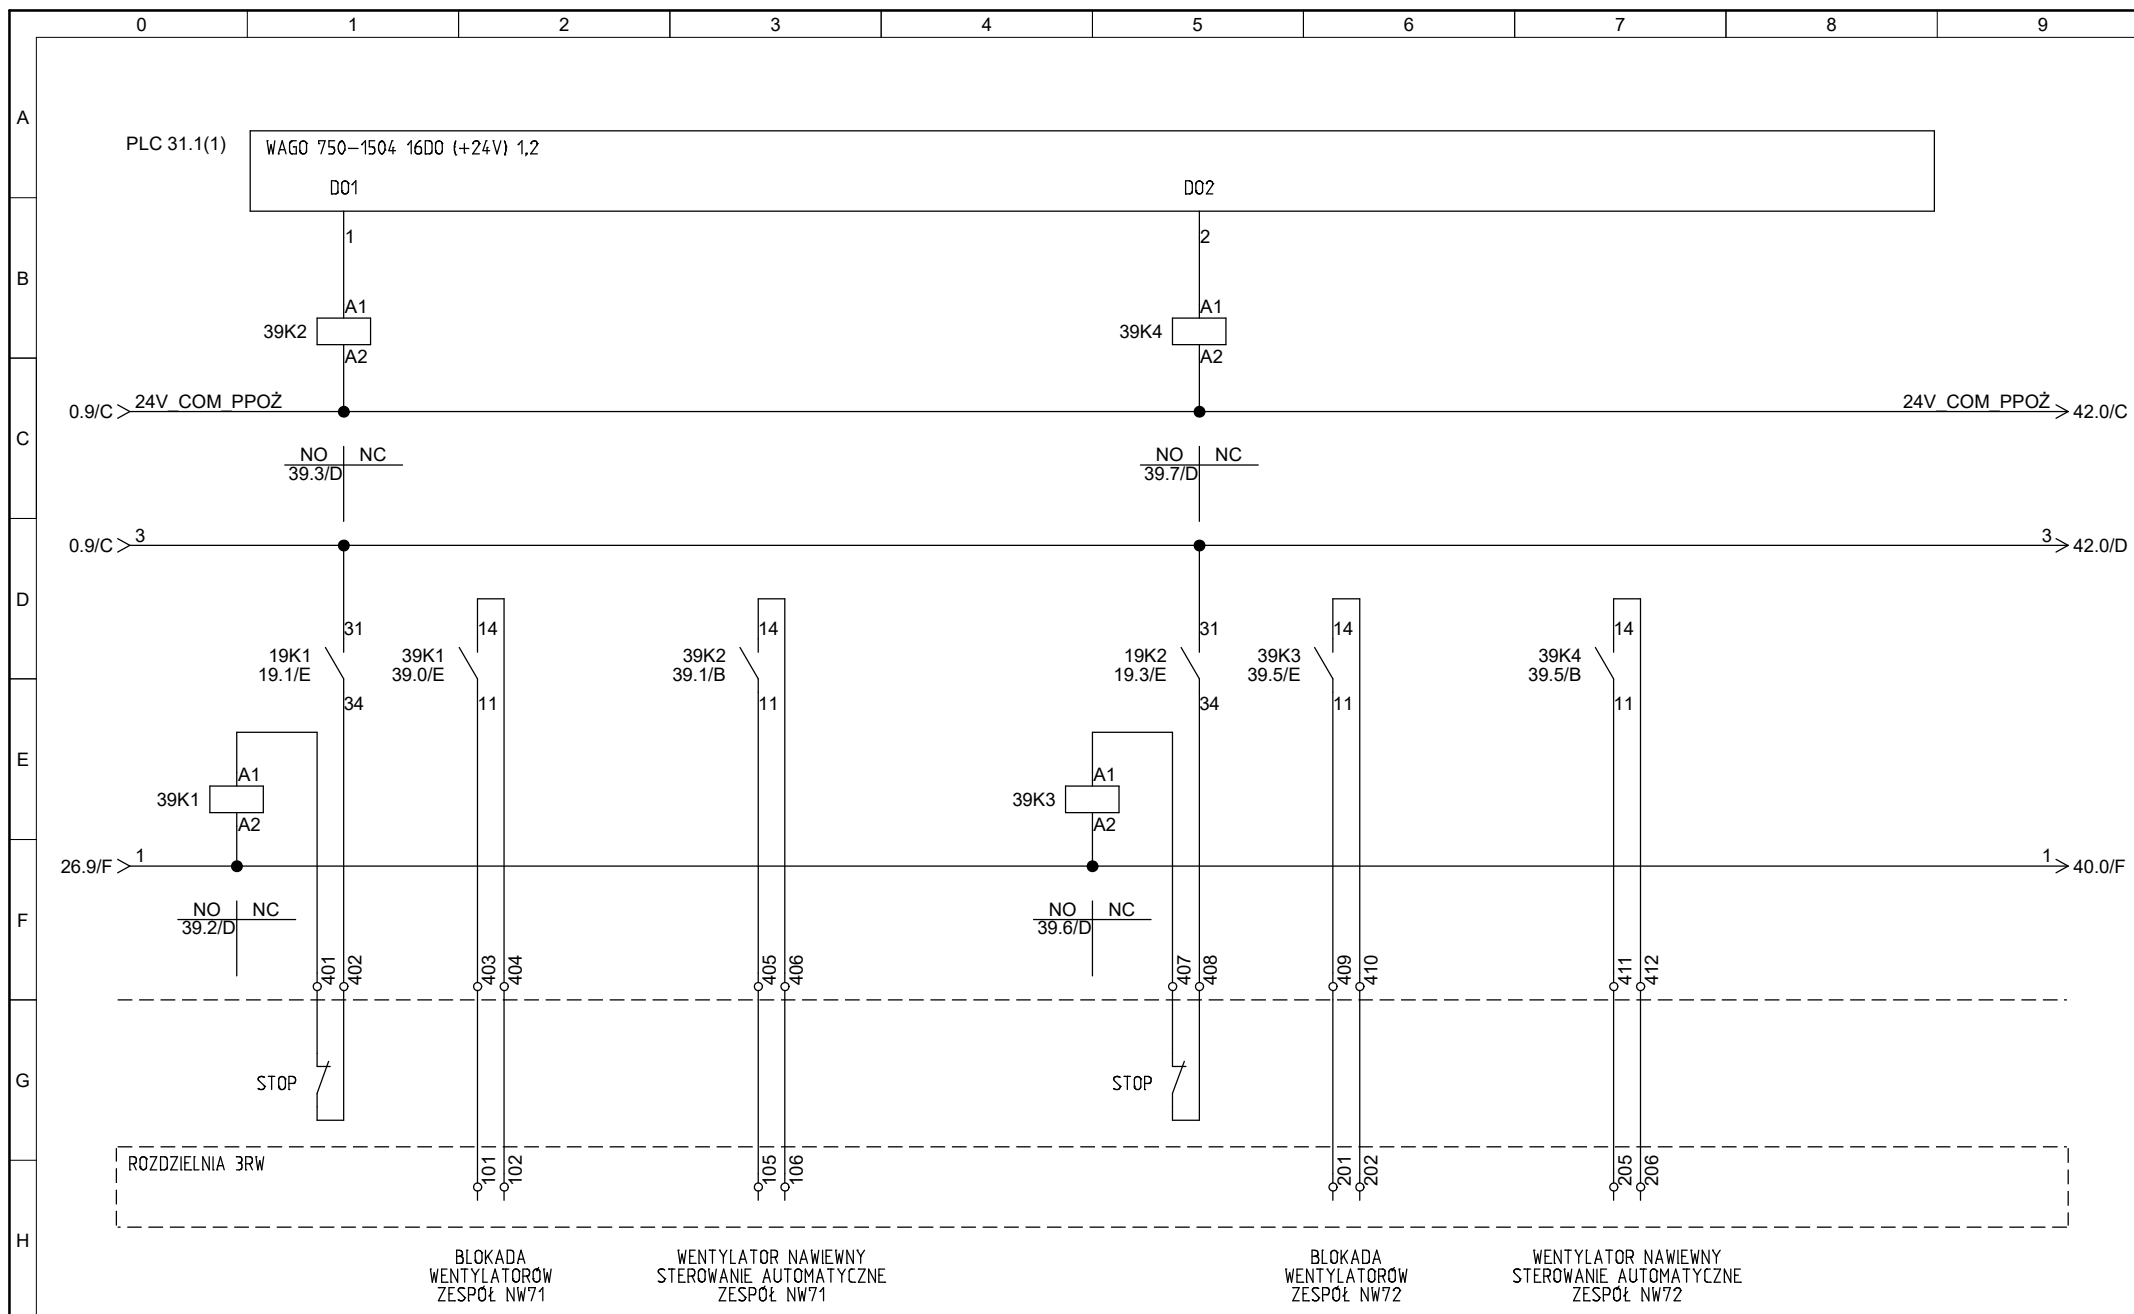 0 1 2 3 4 5 6 7 8 9
A
PLC 31.1(1) WAGO 750-1504 16DO (+24V) 1,2
DO1 DO2
1 2
B
A1 A1
39K2 39K4
A2 A2
0.9/C 24V_COM_PPOŻ 24V_COM_PPOŻ 42.0/C
C
NO NC NO NC
39.3/D 39.7/D
0.9/C 3 3 42.0/D
D
31 14 14 31 14 14
19K1 39K1 39K2 19K2 39K3 39K4
19.1/E 39.0/E 39.1/B 19.3/E 39.5/E 39.5/B
34 11 11 34 11 11
E
A1 A1
39K1 39K3
A2 A2
26.9/F 1 1 40.0/F
F
NO NC NO NC
39.2/D 39.6/D
401 402 403 404 405 406 407 408 409 410 411 412
G
STOP STOP
ROZDZIELNIA 3RW
101 102 105 106 201 202 205 206
H
BLOKADA
WENTYLATORÓW
ZESPÓŁ NW71
WENTYLATOR NAWIEWNY
STEROWANIE AUTOMATYCZNE
ZESPÓŁ NW71
BLOKADA
WENTYLATORÓW
ZESPÓŁ NW72
WENTYLATOR NAWIEWNY
STEROWANIE AUTOMATYCZNE
ZESPÓŁ NW72